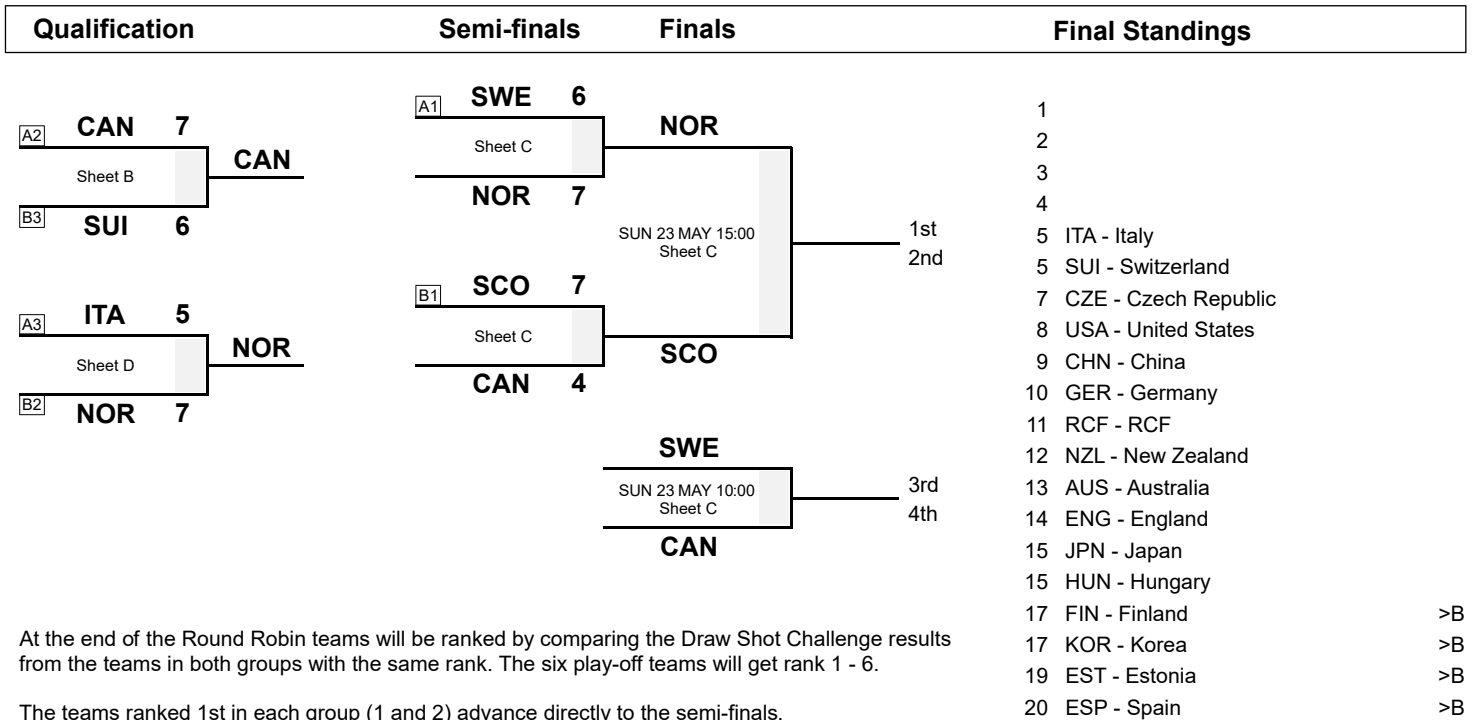 Qualification Semi-finals Finals Final Standings
A2 CAN 7
Sheet B
CAN
B3 SUI 6
A3 ITA 5
Sheet D
NOR
B2 NOR 7
A1 SWE 6
Sheet C
NOR 7
B1 SCO 7
Sheet C
CAN 4
NOR
SUN 23 MAY 15:00
Sheet C
SCO
1st
2nd
SWE
SUN 23 MAY 10:00
Sheet C
CAN
3rd
4th
1
2
3
4
5 ITA - Italy
5 SUI - Switzerland
7 CZE - Czech Republic
8 USA - United States
9 CHN - China
10 GER - Germany
11 RCF - RCF
12 NZL - New Zealand
13 AUS - Australia
14 ENG - England
15 JPN - Japan
15 HUN - Hungary
17 FIN - Finland >B
17 KOR - Korea >B
19 EST - Estonia >B
20 ESP - Spain >B
At the end of the Round Robin teams will be ranked by comparing the Draw Shot Challenge results
from the teams in both groups with the same rank. The six play-off teams will get rank 1 - 6.
The teams ranked 1st in each group (1 and 2) advance directly to the semi-finals.